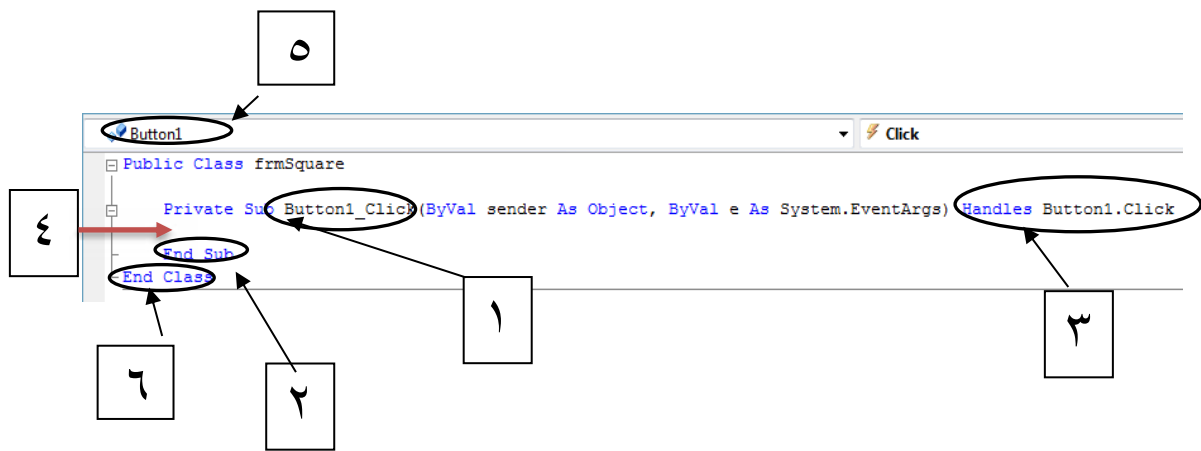 ٥
Button1 Click
Public Class frmSquare
Private Sub Button1_Click(ByVal sender As Object, ByVal e As System.EventArgs) Handles Button1.Click
٤
End Sub
End Class
١
٣
٦
٢